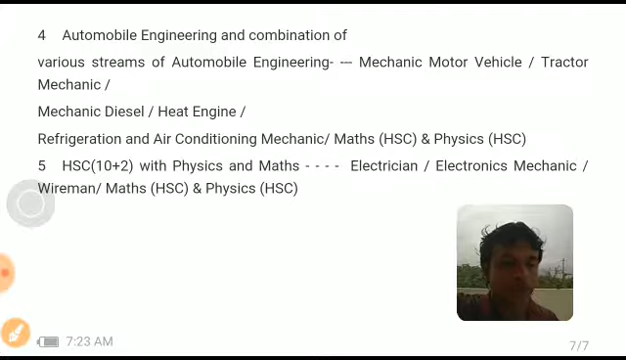 4 Automobile Engineering and combination of
various streams of Automobile Engineering- --- Mechanic Motor Vehicle / Tractor
Mechanic /
Mechanic Diesel / Heat Engine /
Refrigeration and Air Conditioning Mechanic/ Maths (HSC) & Physics (HSC)
5 HSC(10+2) with Physics and Maths - - - - Electrician / Electronics Mechanic /
Wireman/ Maths (HSC) & Physics (HSC)
7:23 AM
7/7